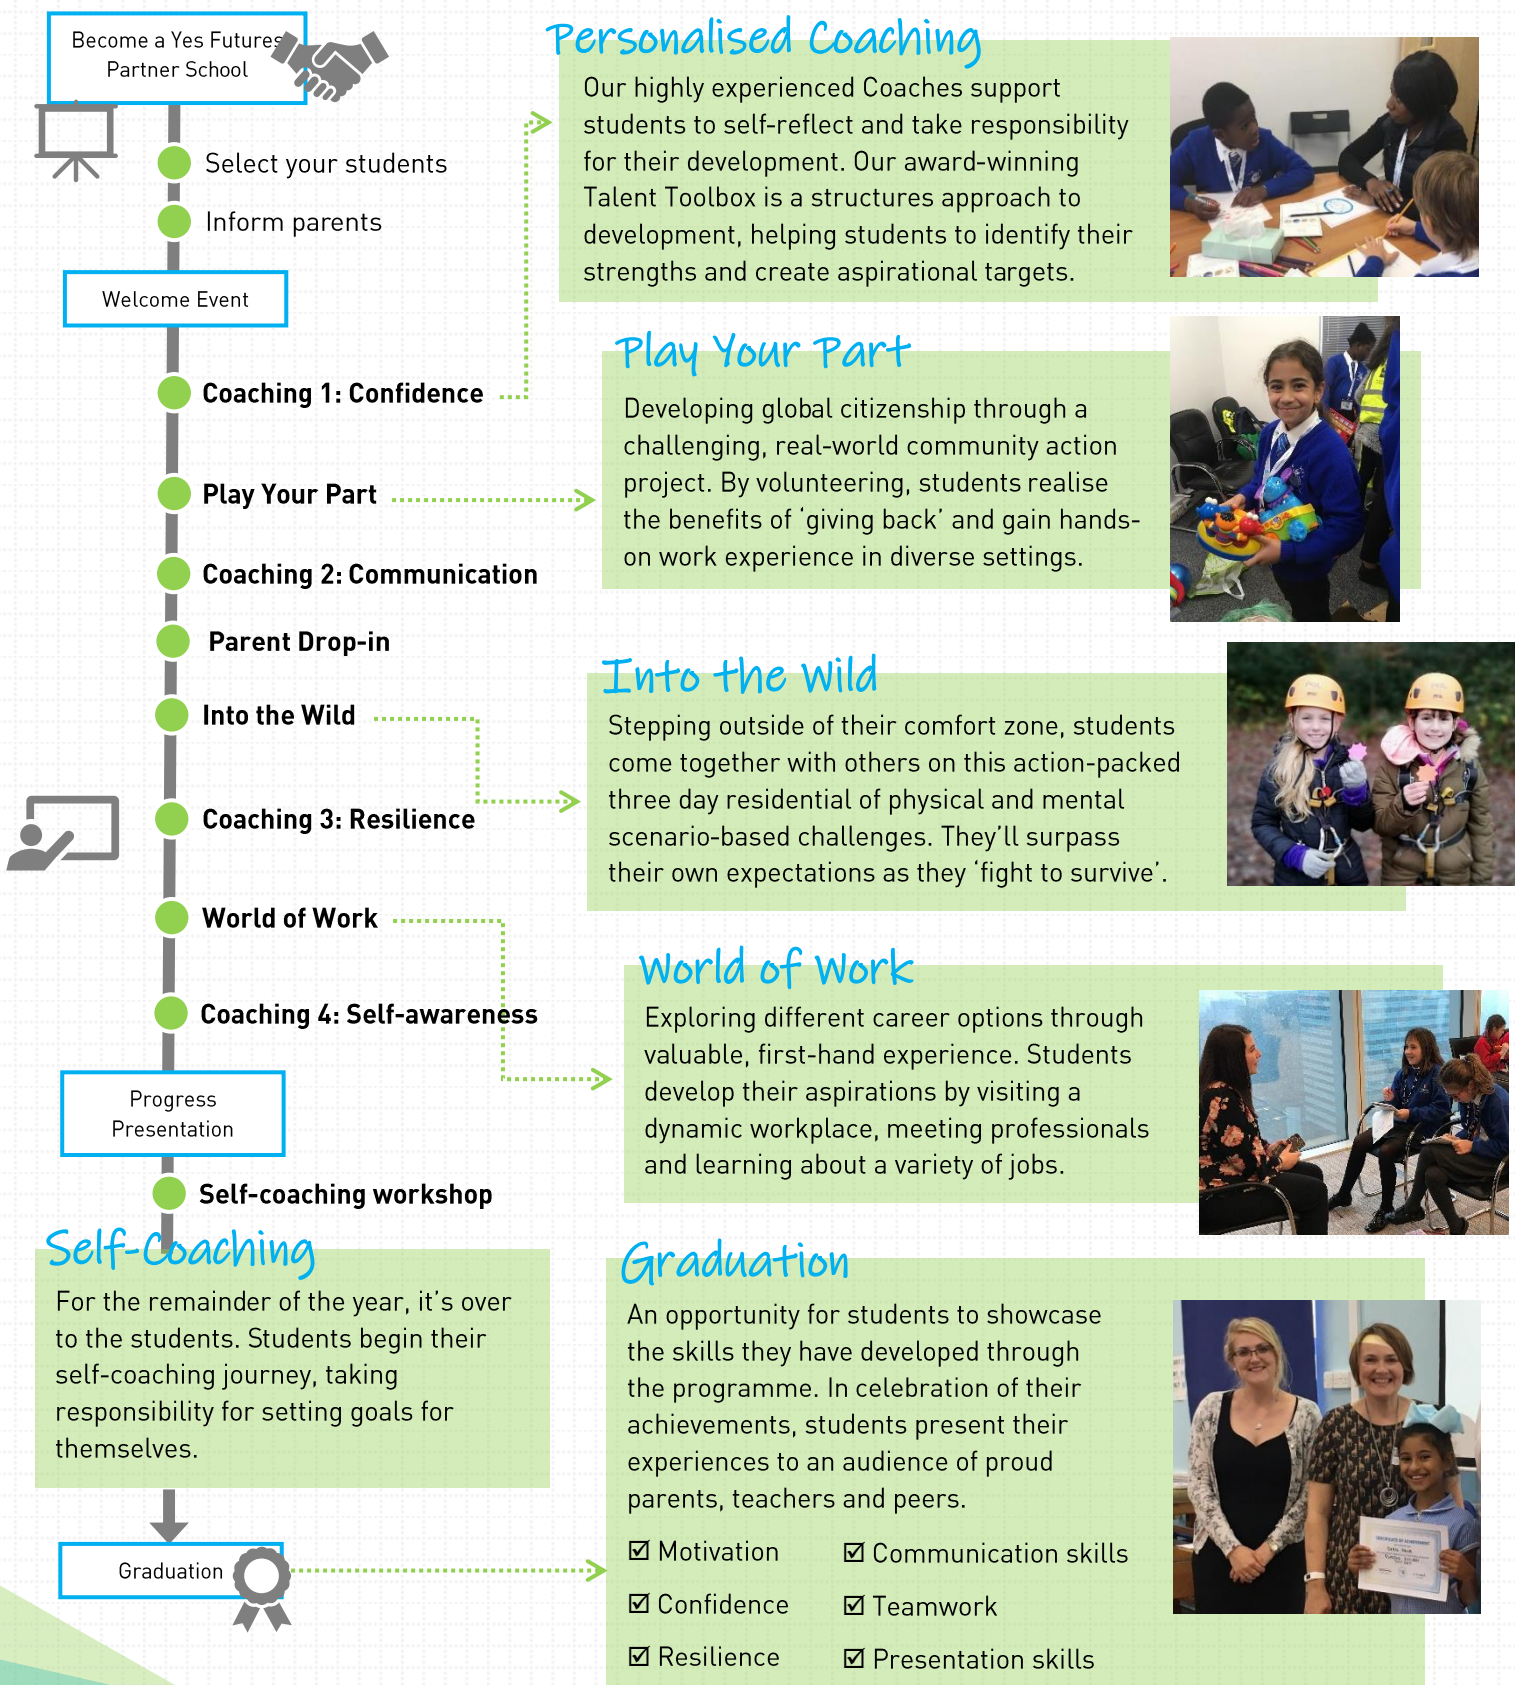 Become a Yes Futures
Partner School
Select your students
Inform parents
Welcome Event
Coaching 1: Confidence
Play Your Part
Coaching 2: Communication
Parent Drop-in
Into the Wild
Coaching 3: Resilience
World of Work
Coaching 4: Self-awareness
Progress
Presentation
Self-coaching workshop
Self-Coaching
For the remainder of the year, it's over
to the students. Students begin their
self-coaching journey, taking
responsibility for setting goals for
themselves.
Graduation
Personalised Coaching
Our highly experienced Coaches support
students to self-reflect and take responsibility
for their development. Our award-winning
Talent Toolbox is a structures approach to
development, helping students to identify their
strengths and create aspirational targets.
Play Your Part
Developing global citizenship through a
challenging, real-world community action
project. By volunteering, students realise
the benefits of ‘giving back’ and gain hands-
on work experience in diverse settings.
Into the Wild
Stepping outside of their comfort zone, students
come together with others on this action-packed
three day residential of physical and mental
scenario-based challenges. They’ll surpass
their own expectations as they ‘fight to survive’.
World of Work
Exploring different career options through
valuable, first-hand experience. Students
develop their aspirations by visiting a
dynamic workplace, meeting professionals
and learning about a variety of jobs.
Graduation
An opportunity for students to showcase
the skills they have developed through
the programme. In celebration of their
achievements, students present their
experiences to an audience of proud
parents, teachers and peers.
☑ Motivation
☑ Communication skills
☑ Confidence
☑ Teamwork
☑ Resilience
☑ Presentation skills